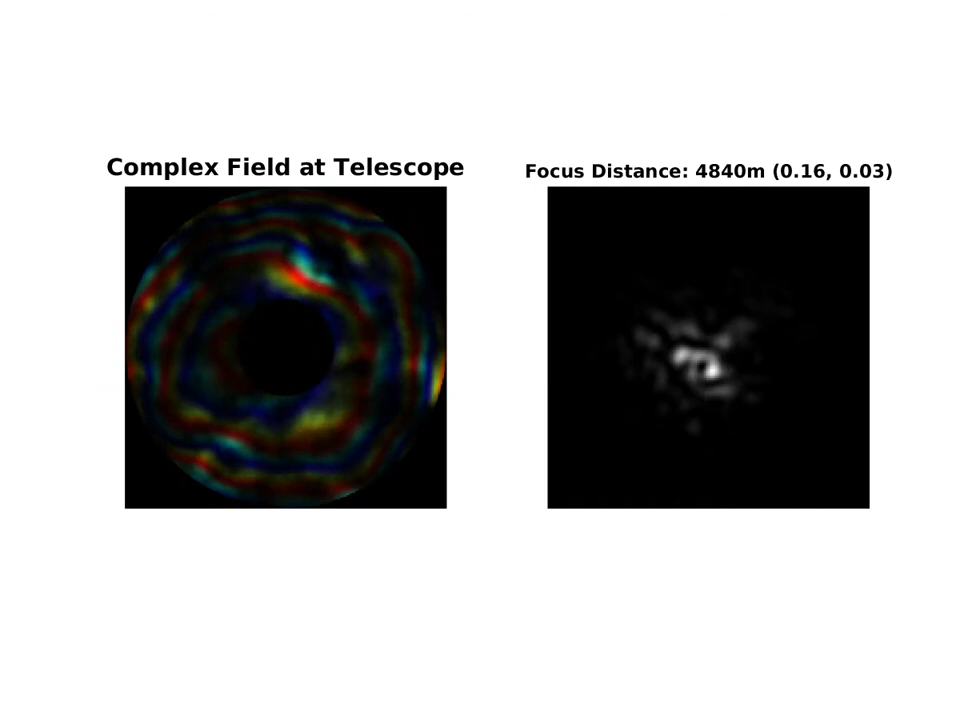 Complex Field at Telescope
Focus Distance: 4840m (0.16, 0.03)